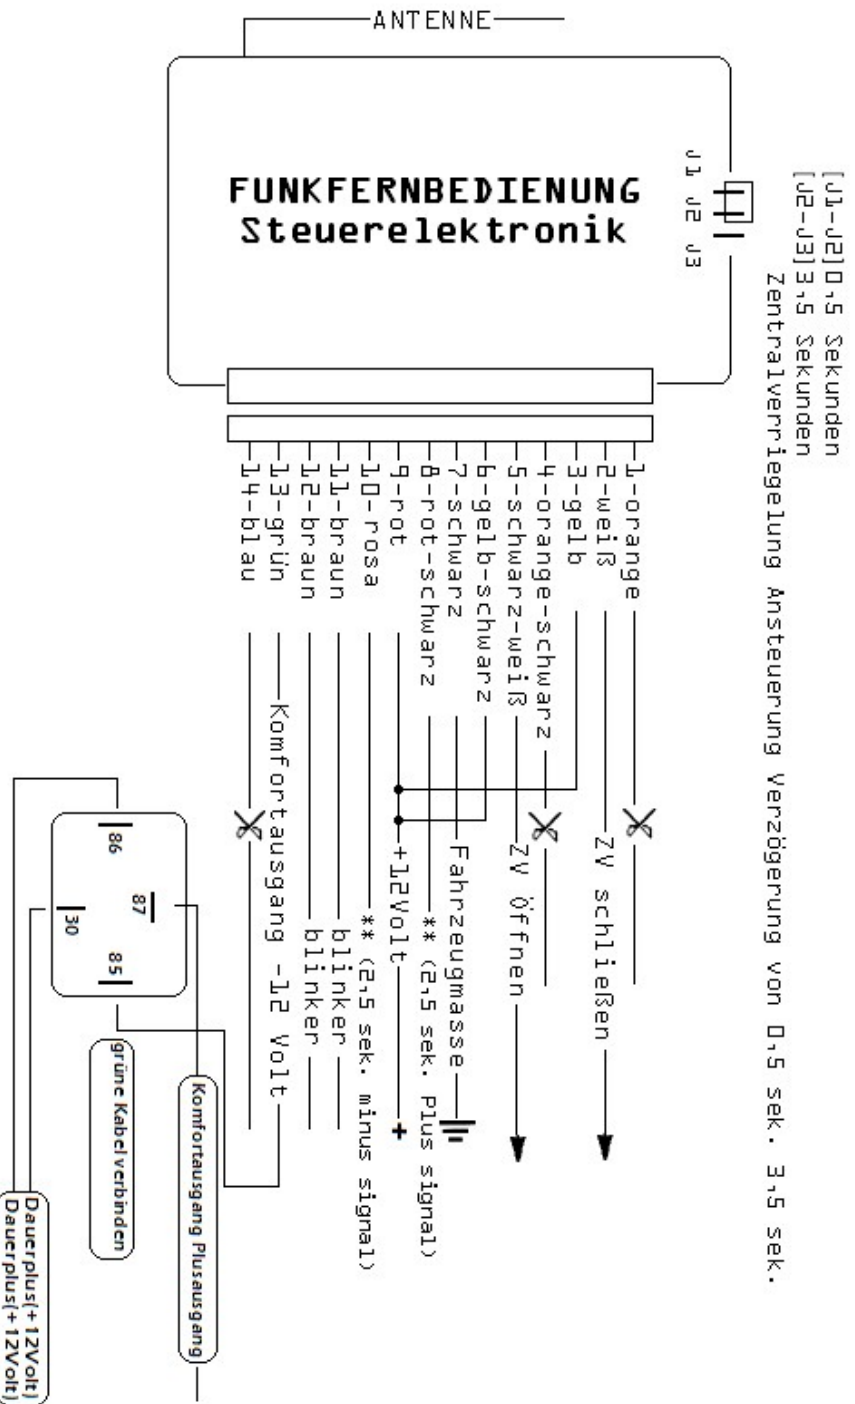 ANTENNE
FUNKFERNBEDIENUNG
Steuerelektronik
J1 J2 J3
[J1-J2]0,5 Sekunden
[J2-J3]3,5 Sekunden
Zentralverriegelung Ansteuerung Verzögerung von 0,5 sek. 3,5 sek.
1-orange
2-weiß
ZV schließen
3-gelb
4-orange-schwarz
5-schwarz-weiß
ZV Öffnen
6-gelb-schwarz
7-schwarz
Fahrzeugmasse
8-rot-schwarz
** (2,5 sek. Plus signal)
9-rot
+12Volt
+
10-rosa
** (2,5 sek. minus signal)
11-braun
blinker
12-braun
blinker
13-grün
Komfortausgang -12 Volt
14-blau
86
87
30
85
Komfortausgang Plusausgang
grüne Kabel verbinden
Dauerplus(+12Volt)
Dauerplus(+12Volt)